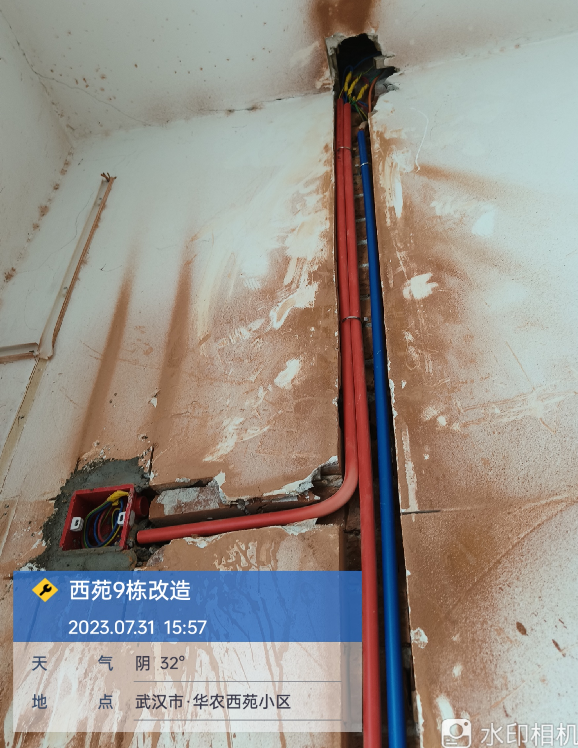 西苑9栋改造
2023.07.31 15:57
天 气 阴 32°
地 点 武汉市·华农西苑小区
水印相机